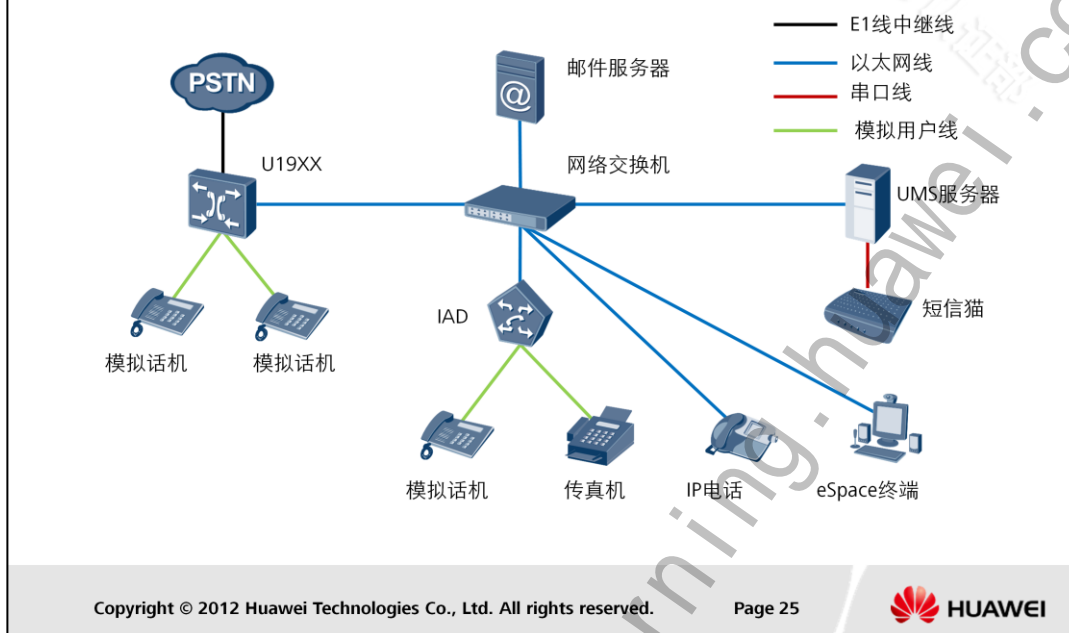 E1线中继线
PSTN
邮件服务器
以太网线
串口线
@
模拟用户线
U19XX
网络交换机
UMS服务器
IAD
短信猫
模拟话机
模拟话机
模拟话机
传真机
IP电话
eSpace终端
rning.huawei.co
Copyright © 2012 Huawei Technologies Co., Ltd. All rights reserved.
Page 25
HUAWEI